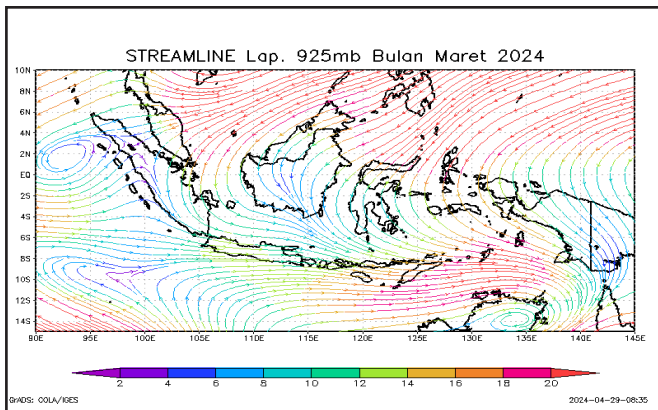 STREAMLINE Lap. 925mb Bulan Maret 2024
10N
8N
6N
4N
2N
EQ
2S
4S
6S
8S
10S
12S
14S
90E 95E 100E 105E 110E 115E 120E 125E 130E 135E 140E 145E
2 4 6 8 10 12 14 16 18 20
GrADS: COLA/IGES 2024-04-29-08:35